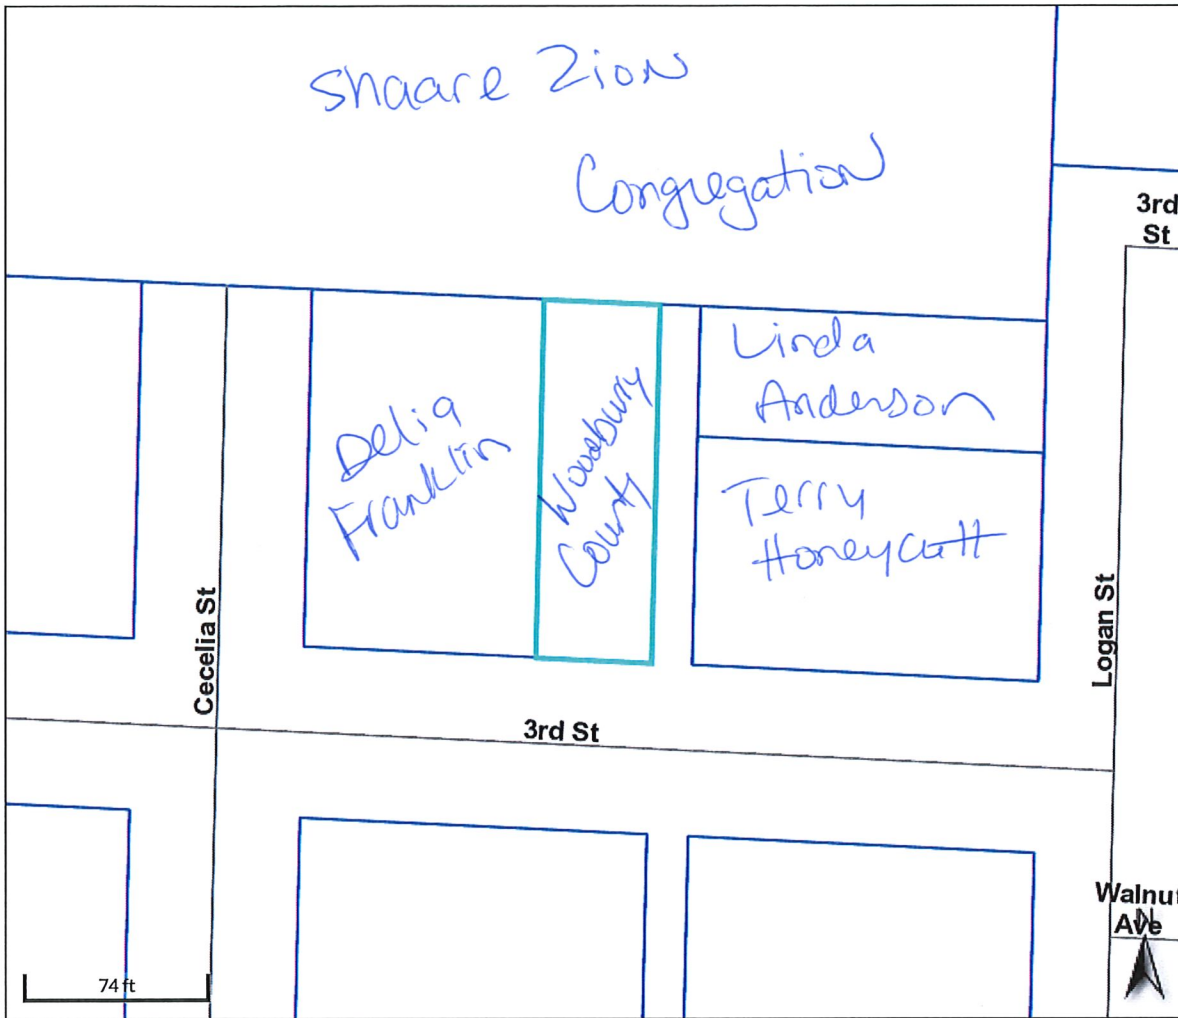 Shaare Zion
Congregation
3rd
St
Linda
Anderson
Delia
Franklin
Woodbury
County
Terry
Honeycutt
Cecelia St
Logan St
3rd St
Walnut
Ave
N
74 ft